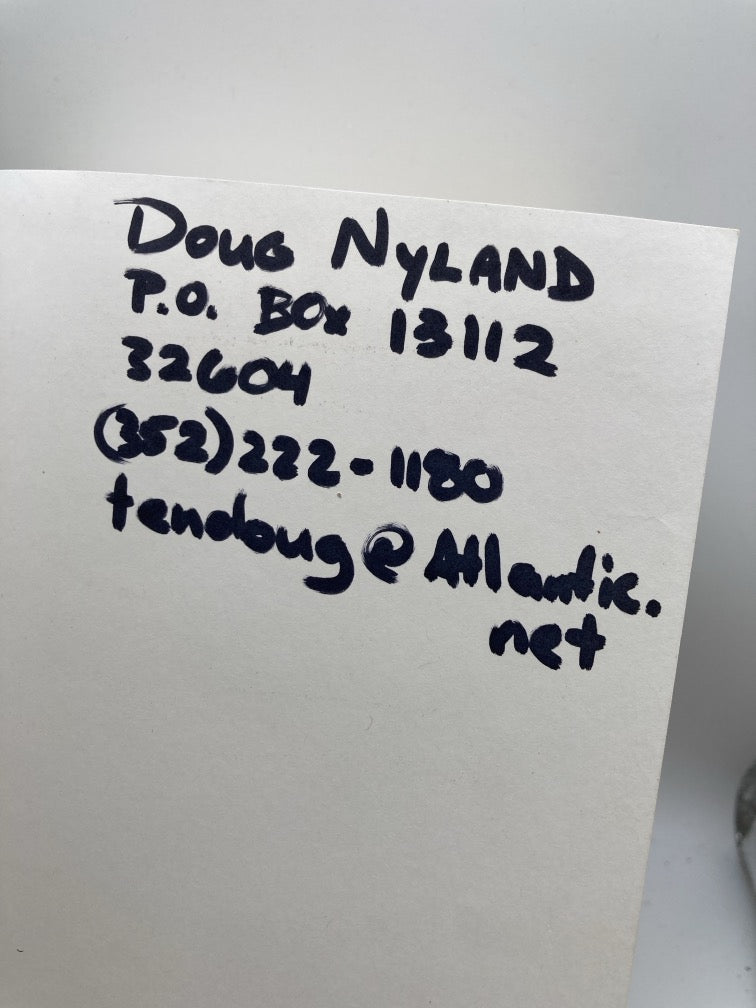 Doug NYLAND
P.O. BOx 13112
32604
(352)222-1180
tendoug@Atlantic.
net